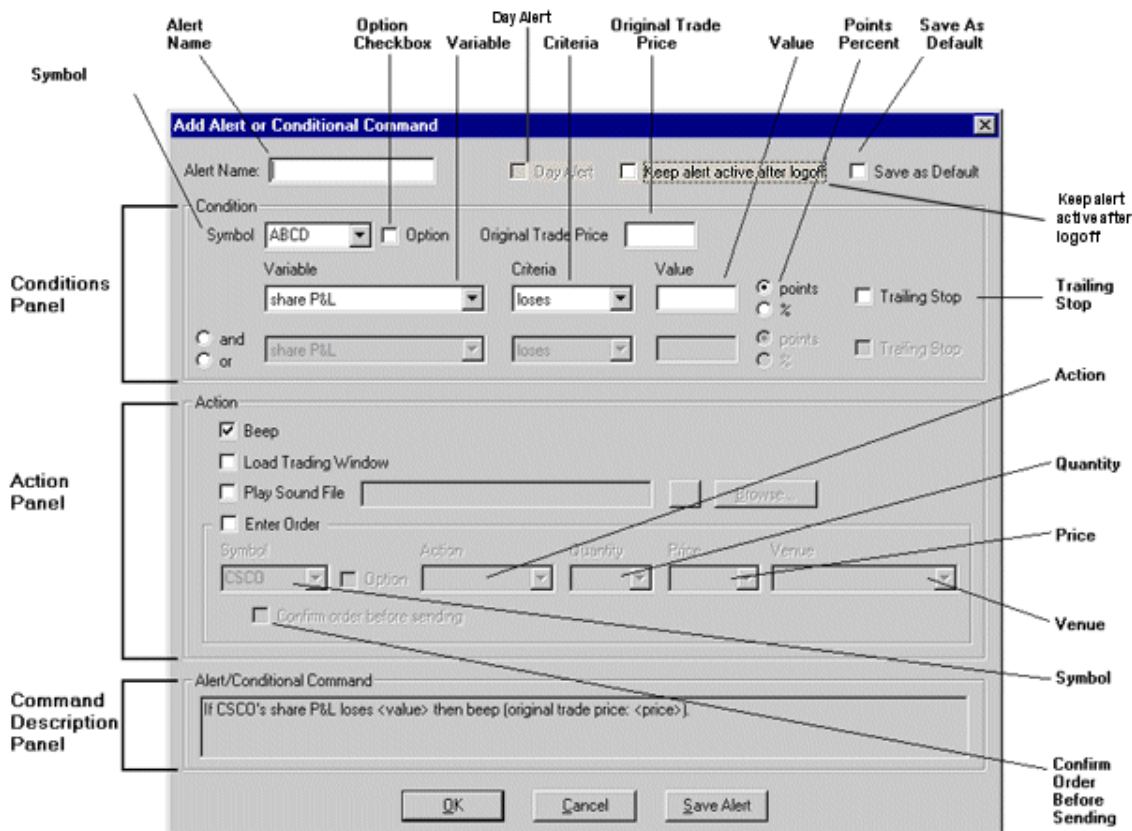 Day Alert
Alert Name
Option Checkbox
Variable
Criteria
Original Trade Price
Value
Points Percent
Save As Default
Symbol
Add Alert or Conditional Command
Alert Name:
Day Alert
Keep alert active after logoff
Save as Default
Keep alert active after logoff
Condition
Symbol
ABCD
Option
Original Trade Price
Conditions Panel
Variable
Criteria
Value
share P&L
loses
points
%
Trailing Stop
Trailing Stop
and
or
share P&L
loses
points
%
Trailing Stop
Action
Action
Beep
Load Trading Window
Action Panel
Play Sound File
Browse...
Quantity
Enter Order
Symbol
Action
Quantity
Price
Venue
Price
CSCO
Option
Confirm order before sending
Venue
Symbol
Command Description Panel
Alert/Conditional Command
If CSCO's share P&L loses <value> then beep (original trade price: <price>).
Confirm Order Before Sending
OK
Cancel
Save Alert